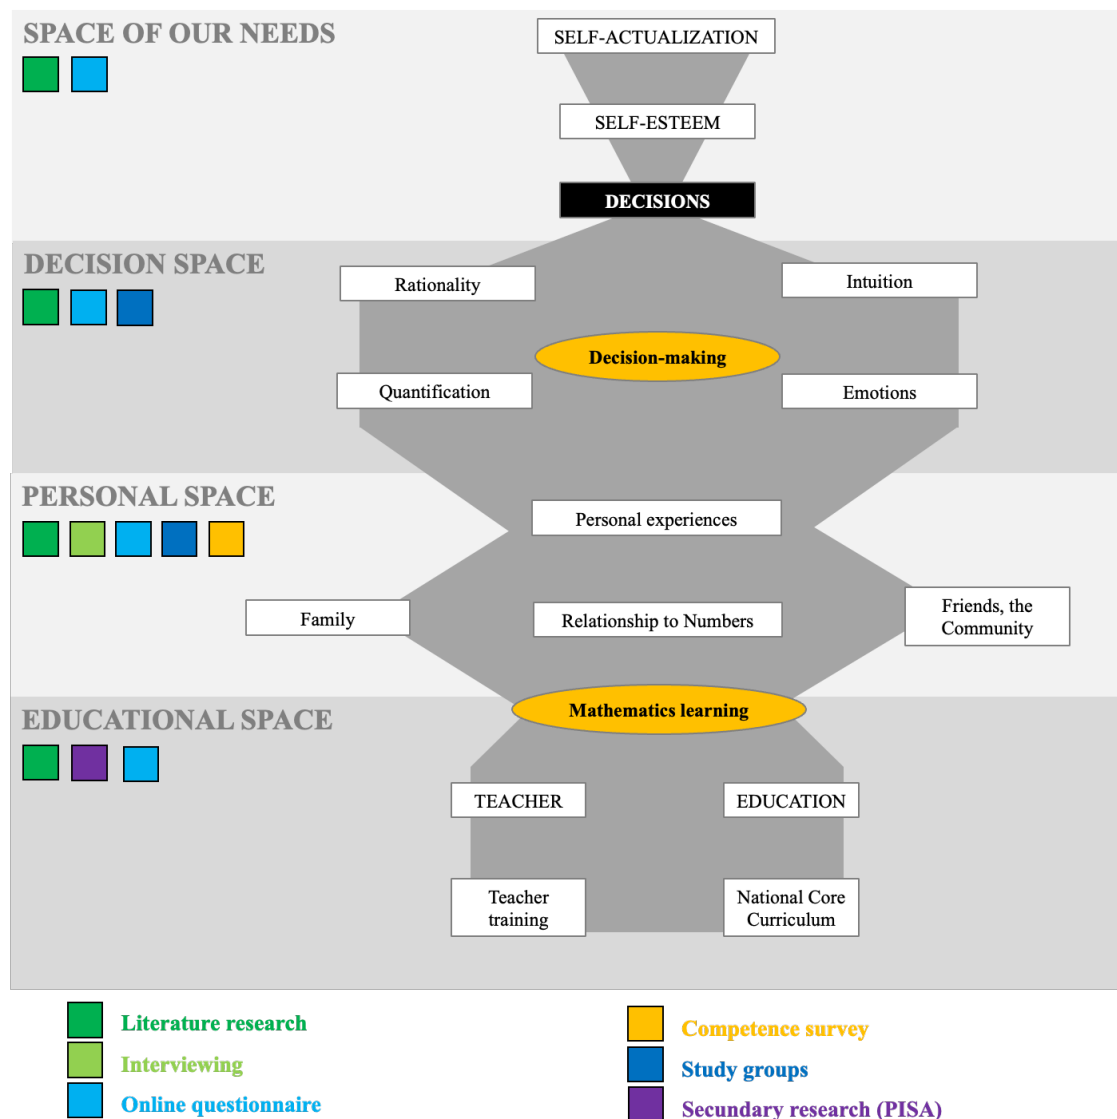 SPACE OF OUR NEEDS
SELF-ACTUALIZATION
SELF-ESTEEM
DECISIONS
DECISION SPACE
Rationality
Intuition
Decision-making
Quantification
Emotions
PERSONAL SPACE
Personal experiences
Family
Relationship to Numbers
Friends, the
Community
Mathematics learning
EDUCATIONAL SPACE
TEACHER
EDUCATION
Teacher
training
National Core
Curriculum
Literature research
Interviewing
Online questionnaire
Competence survey
Study groups
Secundary research (PISA)